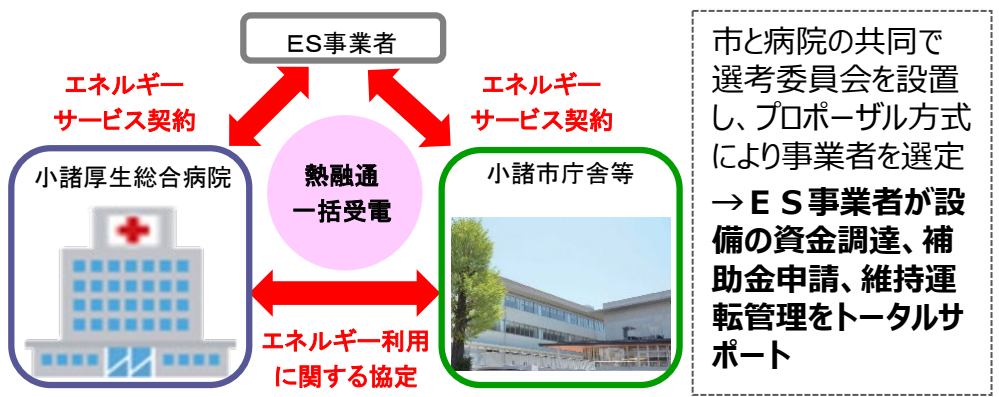 ES事業者
エネルギー
サービス契約
エネルギー
サービス契約
小諸厚生総合病院
熱融通
一括受電
小諸市庁舎等
エネルギー利用
に関する協定
市と病院の共同で
選考委員会を設置
し、プロポーザル方式
により事業者を選定
→ＥＳ事業者が設
備の資金調達、補
助金申請、維持運
転管理をトータルサ
ポート